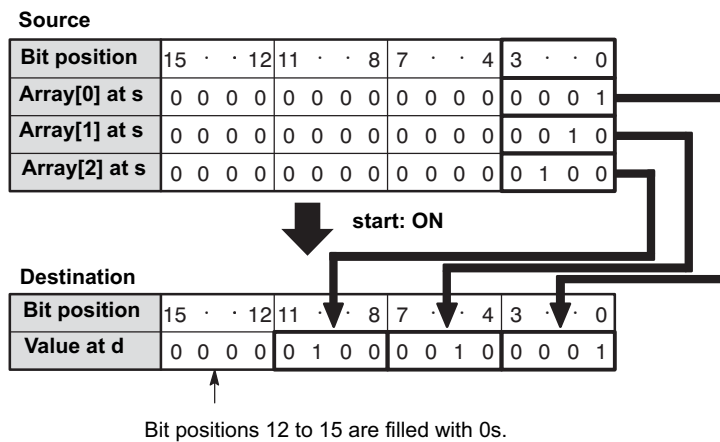 Source
Bit position 15 · · 12 11 · · 8 7 · · 4 3 · · 0
Array[0] at s 0 0 0 0 0 0 0 0 0 0 0 0 0 0 0 1
Array[1] at s 0 0 0 0 0 0 0 0 0 0 0 0 0 0 1 0
Array[2] at s 0 0 0 0 0 0 0 0 0 0 0 0 0 1 0 0
start: ON
Destination
Bit position 15 · · 12 11 · · 8 7 · · 4 3 · · 0
Value at d 0 0 0 0 0 1 0 0 0 0 1 0 0 0 0 1
Bit positions 12 to 15 are filled with 0s.